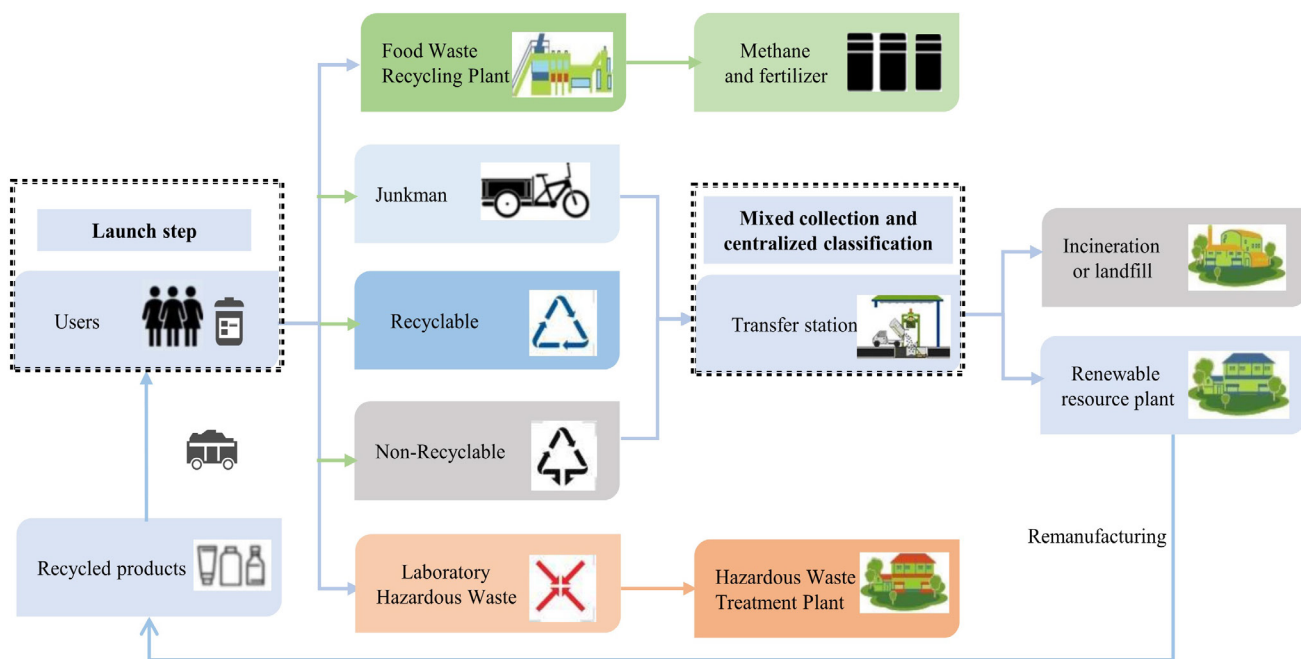 Food Waste
Recycling Plant
Methane
and fertilizer
Junkman
Launch step
Users
Mixed collection and
centralized classification
Transfer station
Incineration
or landfill
Recyclable
Renewable
resource plant
Non-Recyclable
Recycled products
Remanufacturing
Laboratory
Hazardous Waste
Hazardous Waste
Treatment Plant